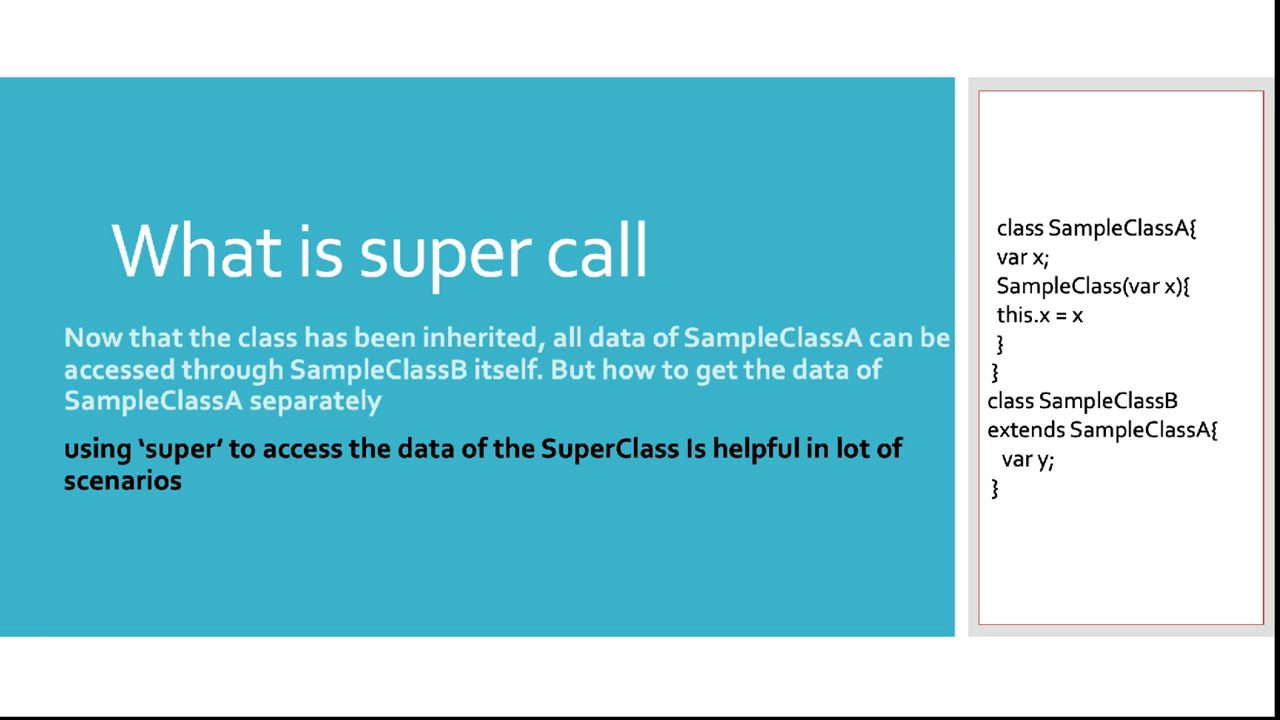 What is super call
Now that the class has been inherited, all data of SampleClassA can be
accessed through SampleClassB itself. But how to get the data of
SampleClassA separately
using ‘super’ to access the data of the SuperClass Is helpful in lot of
scenarios
class SampleClassA{
var x;
SampleClass(var x){
this.x = x
}
}
class SampleClassB
extends SampleClassA{
var y;
}